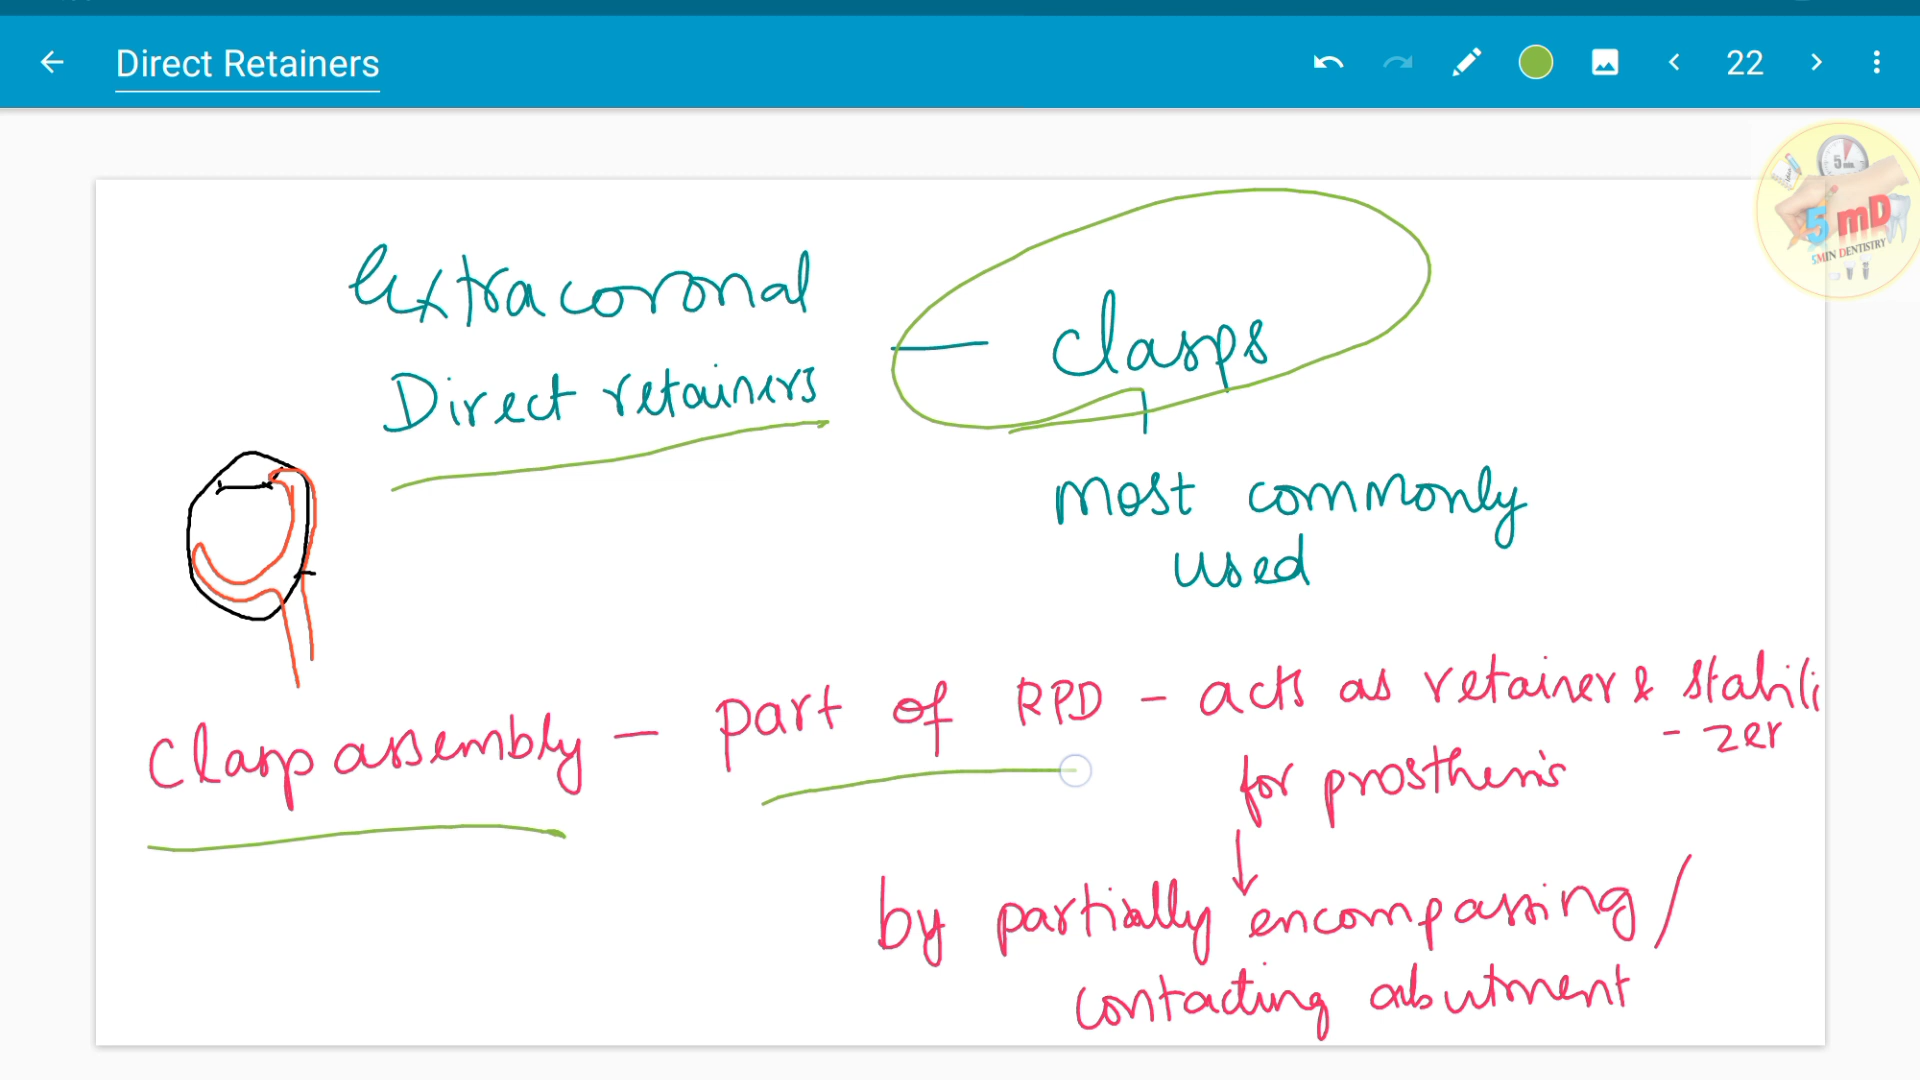 Direct Retainers
22
5
5 mD
5MIN DENTISTRY
Extracoronal
Direct retainers - clasps
most commonly
used
Clasp assembly - part of RPD - acts as retainer & stabili
- zer
for prosthesis
by partially encompassing /
contacting abutment